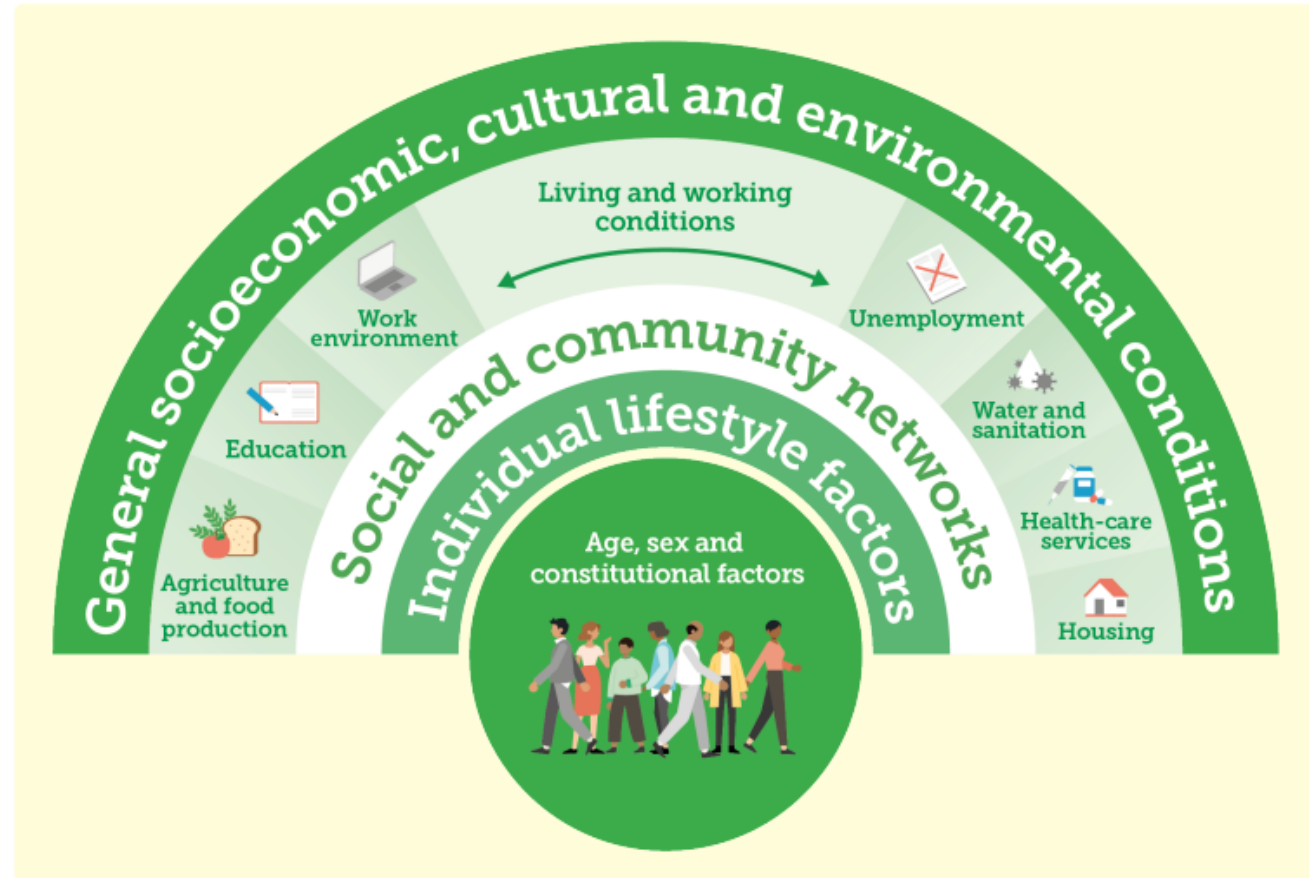 General socioeconomic, cultural and environmental conditions
Living and working
conditions
Work
environment
Unemployment
Education
Water and
sanitation
Agriculture
and food
production
Health-care
services
Housing
Social and community networks
Individual lifestyle factors
Age, sex and
constitutional factors